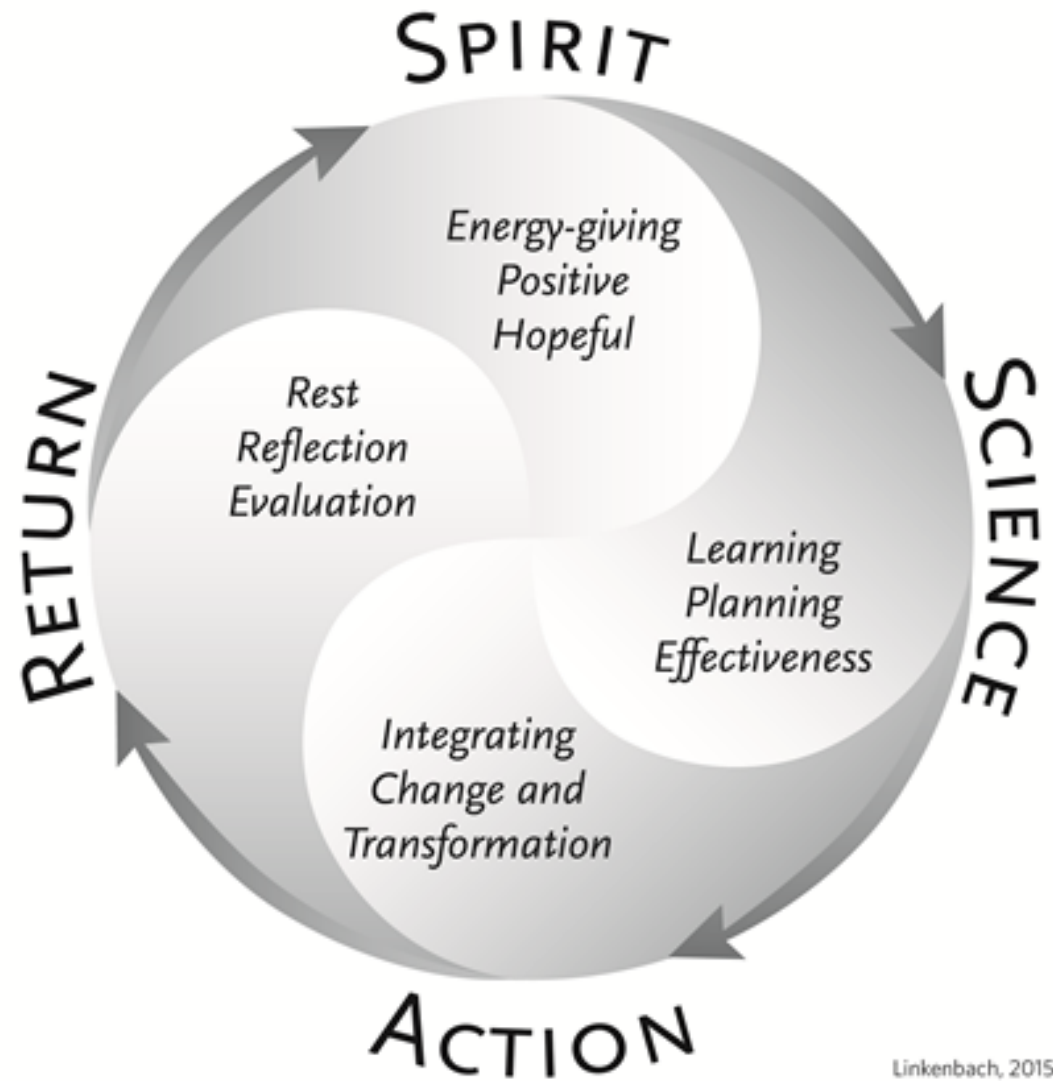 SPIRIT
Energy-giving
Positive
Hopeful
SCIENCE
Learning
Planning
Effectiveness
ACTION
Integrating
Change and
Transformation
RETURN
Rest
Reflection
Evaluation
Linkenbach, 2015